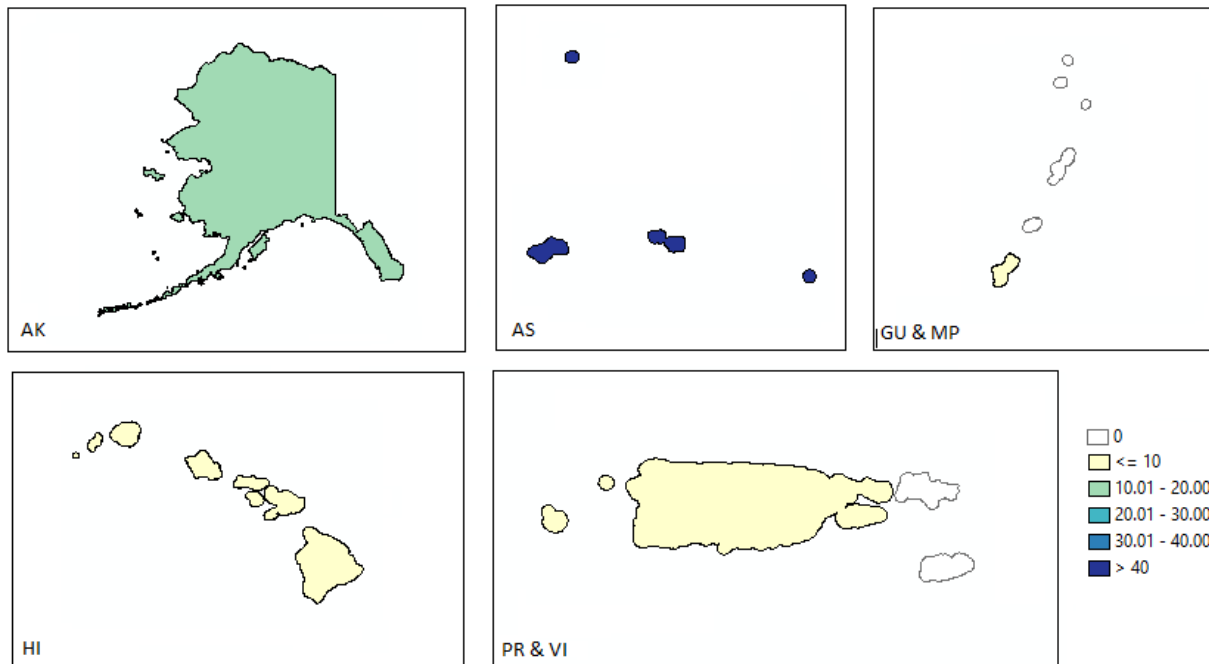 AK
AS
GU & MP
HI
PR & VI
0
<= 10
10.01 - 20.00
20.01 - 30.00
30.01 - 40.00
> 40